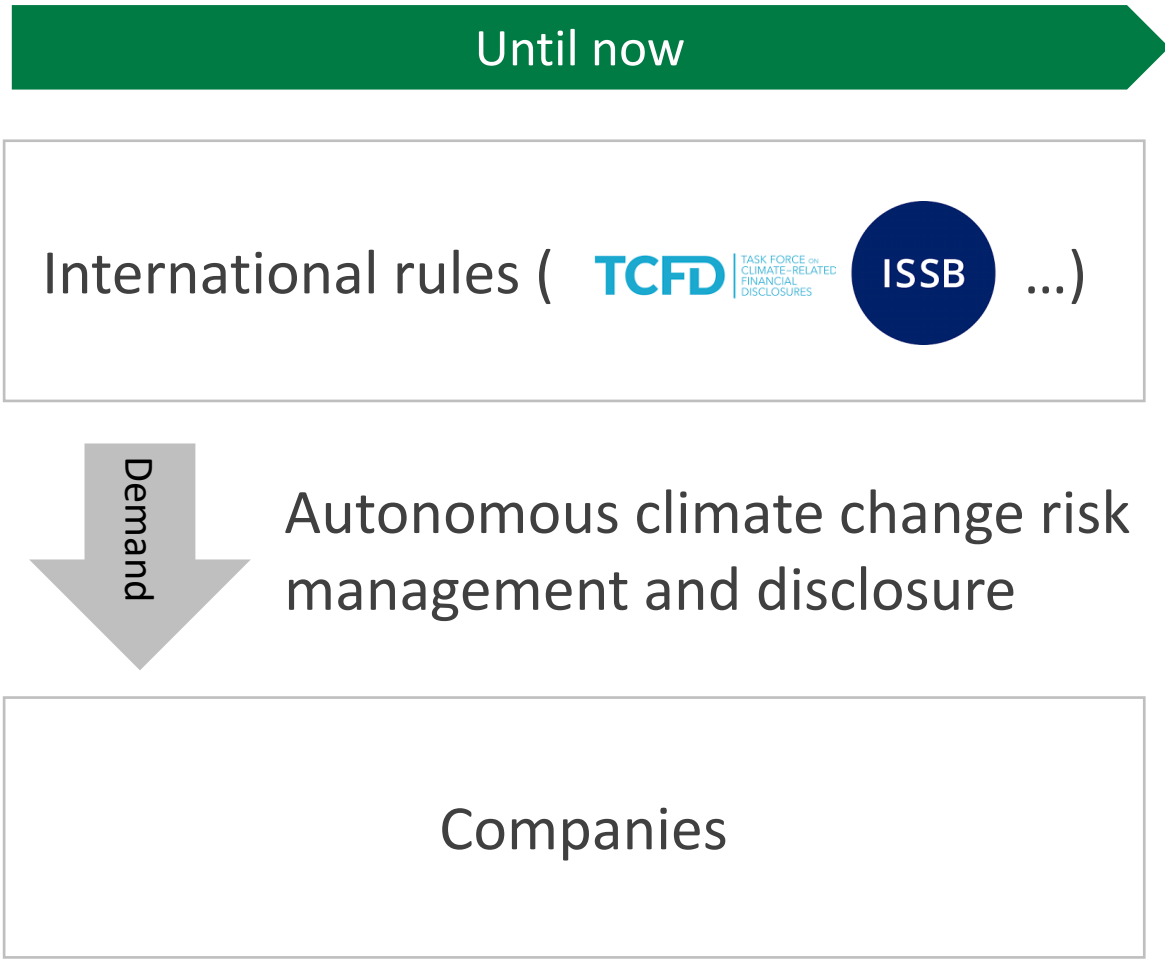 Until now
International rules ( TCFD TASK FORCE ON CLIMATE-RELATED FINANCIAL DISCLOSURES ISSB ...)
Demand
Autonomous climate change risk
management and disclosure
Companies